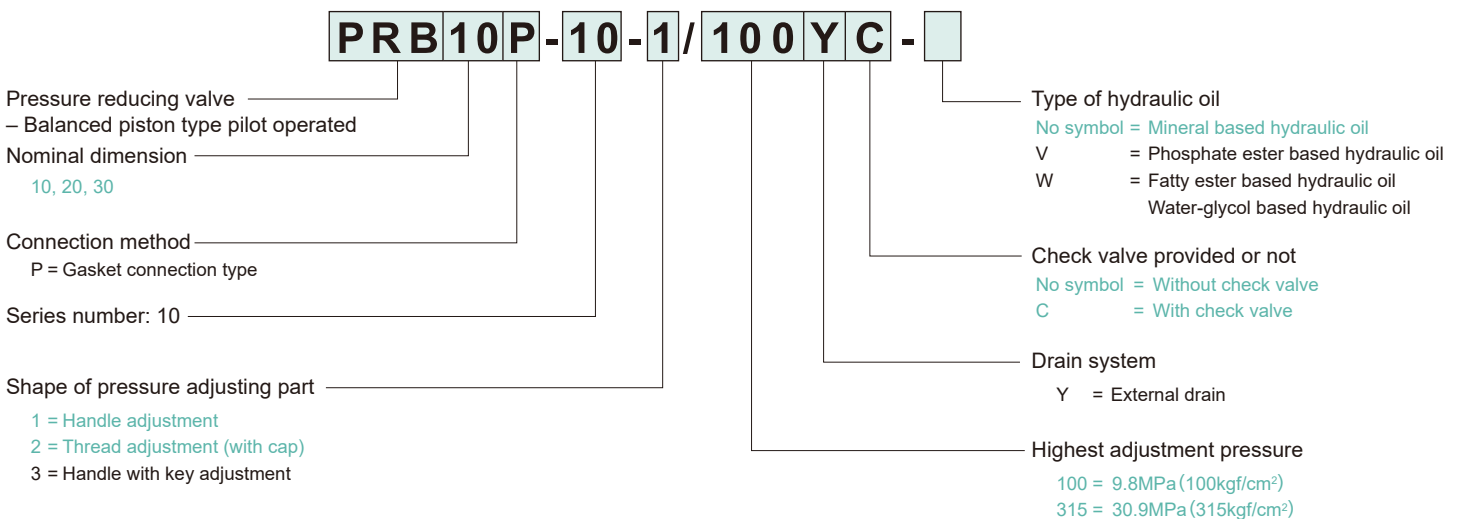 PRB10P-10-1/100YC-
Pressure reducing valve
– Balanced piston type pilot operated
Nominal dimension
10, 20, 30
Connection method
P = Gasket connection type
Series number: 10
Shape of pressure adjusting part
1 = Handle adjustment
2 = Thread adjustment (with cap)
3 = Handle with key adjustment
Type of hydraulic oil
No symbol = Mineral based hydraulic oil
V = Phosphate ester based hydraulic oil
W = Fatty ester based hydraulic oil
Water-glycol based hydraulic oil
Check valve provided or not
No symbol = Without check valve
C = With check valve
Drain system
Y = External drain
Highest adjustment pressure
100 = 9.8MPa(100kgf/cm²)
315 = 30.9MPa(315kgf/cm²)